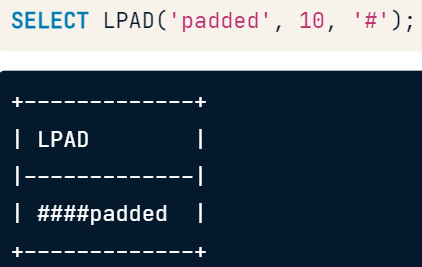 SELECT LPAD('padded', 10, '#');
+-------------+
| LPAD        |
|-------------|
| ####padded  |
+-------------+